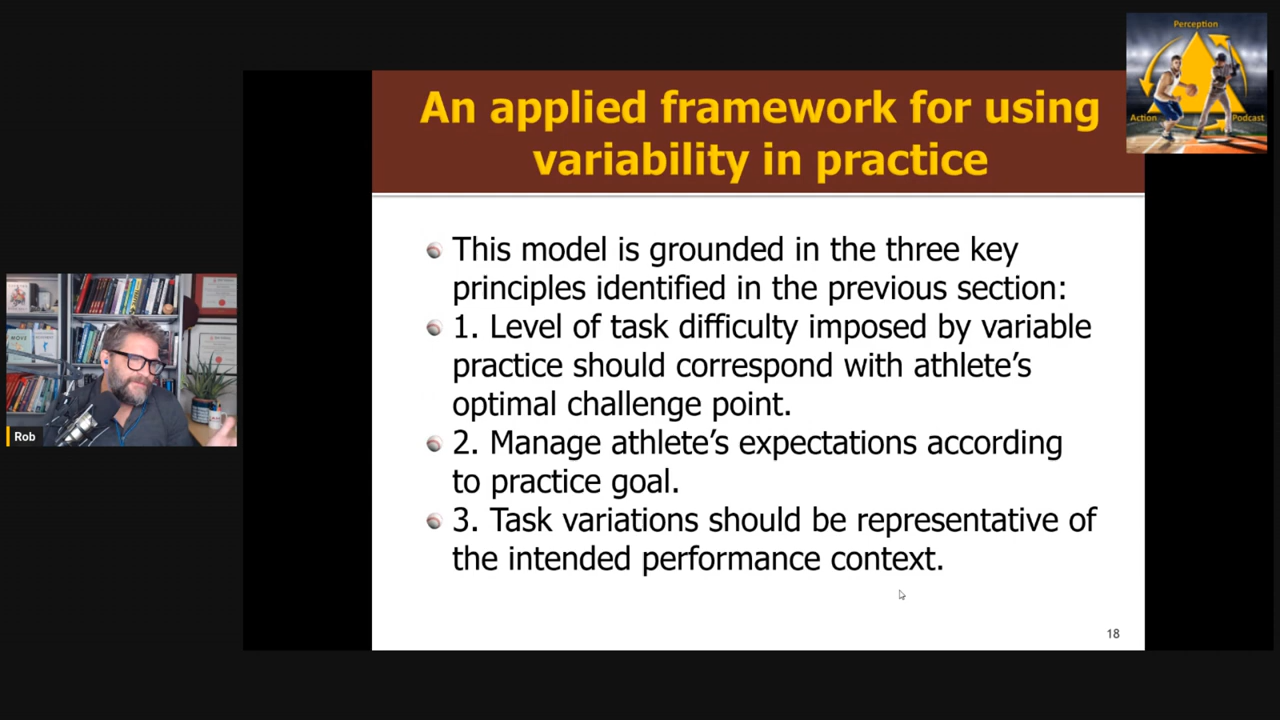 Perception
Action
Podcast
An applied framework for using
variability in practice
This model is grounded in the three key
principles identified in the previous section:
1. Level of task difficulty imposed by variable
practice should correspond with athlete's
optimal challenge point.
2. Manage athlete's expectations according
to practice goal.
3. Task variations should be representative of
the intended performance context.
18
Rob
MOVE